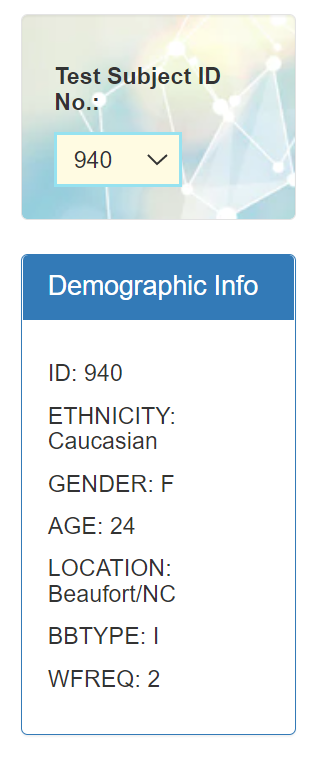 Test Subject ID
No.:
940
Demographic Info
ID: 940
ETHNICITY:
Caucasian
GENDER: F
AGE: 24
LOCATION:
Beaufort/NC
BBTYPE: I
WFREQ: 2